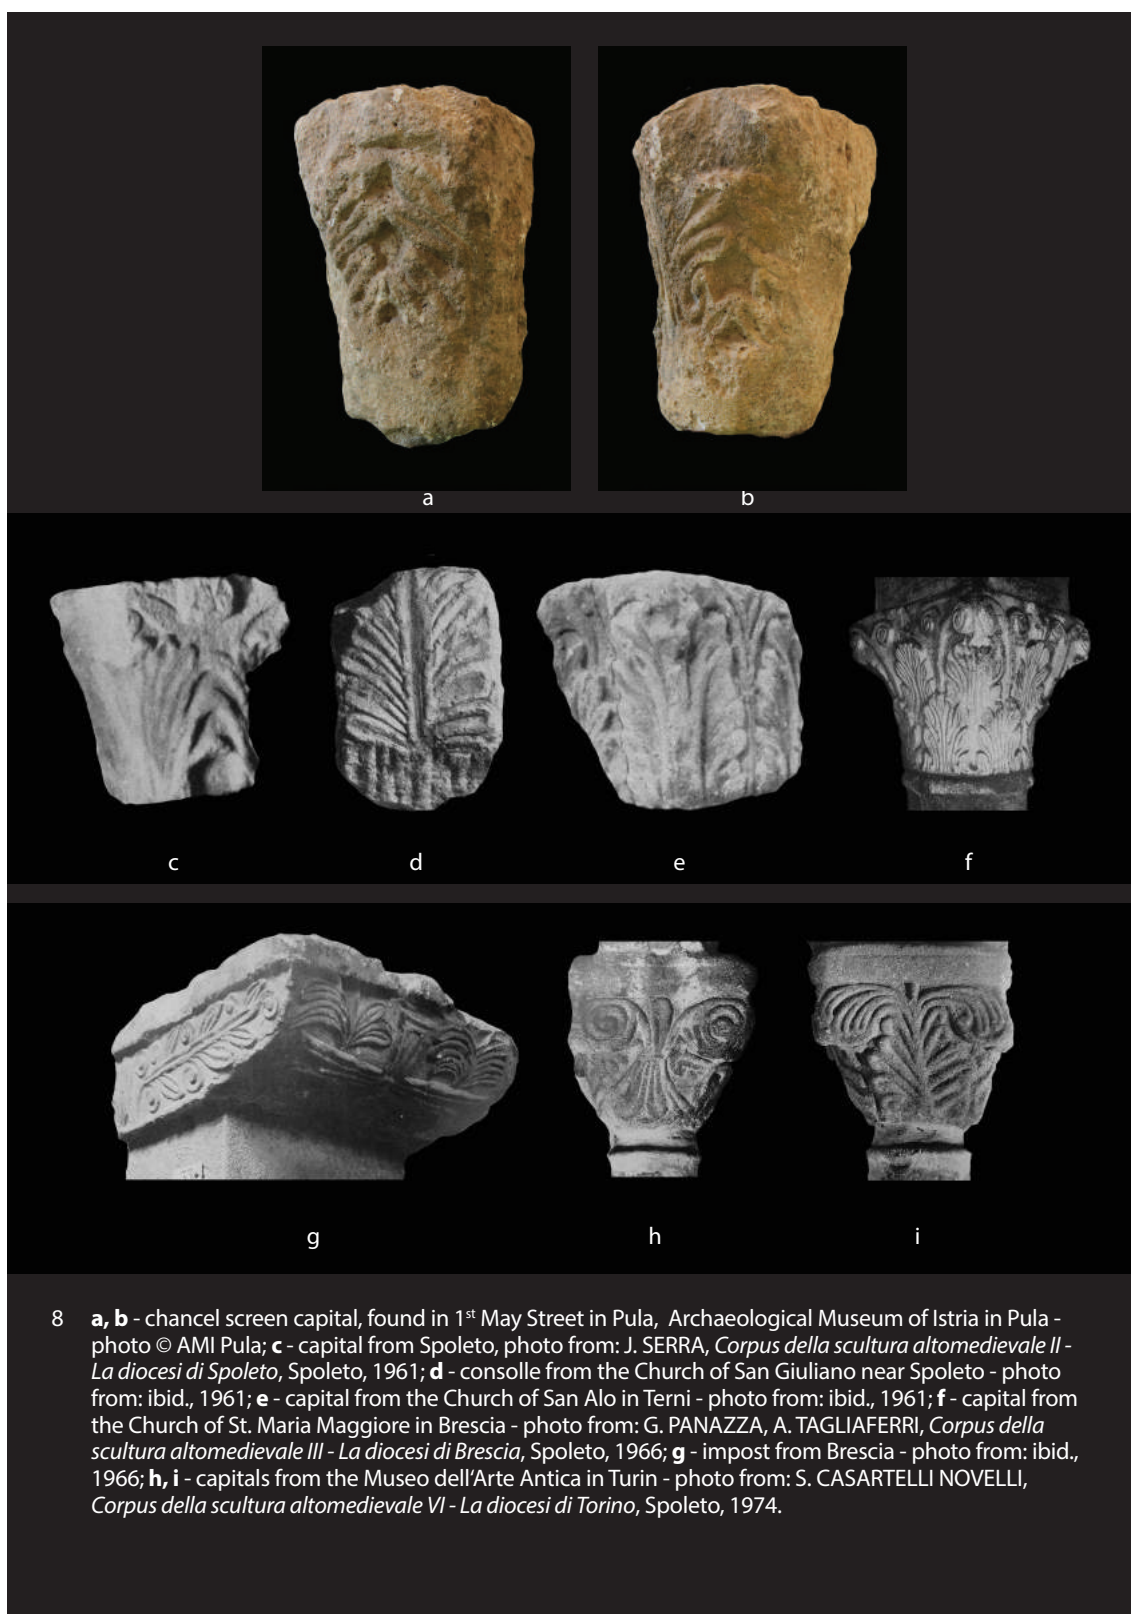 a b
c d e f
g h i
8 a, b - chancel screen capital, found in 1st May Street in Pula, Archaeological Museum of Istria in Pula -
photo © AMI Pula; c - capital from Spoleto, photo from: J. SERRA, Corpus della scultura altomedievale II -
La diocesi di Spoleto, Spoleto, 1961; d - consolle from the Church of San Giuliano near Spoleto - photo
from: ibid., 1961; e - capital from the Church of San Alo in Terni - photo from: ibid., 1961; f - capital from
the Church of St. Maria Maggiore in Brescia - photo from: G. PANAZZA, A. TAGLIAFERRI, Corpus della
scultura altomedievale III - La diocesi di Brescia, Spoleto, 1966; g - impost from Brescia - photo from: ibid.,
1966; h, i - capitals from the Museo dell‘Arte Antica in Turin - photo from: S. CASARTELLI NOVELLI,
Corpus della scultura altomedievale VI - La diocesi di Torino, Spoleto, 1974.